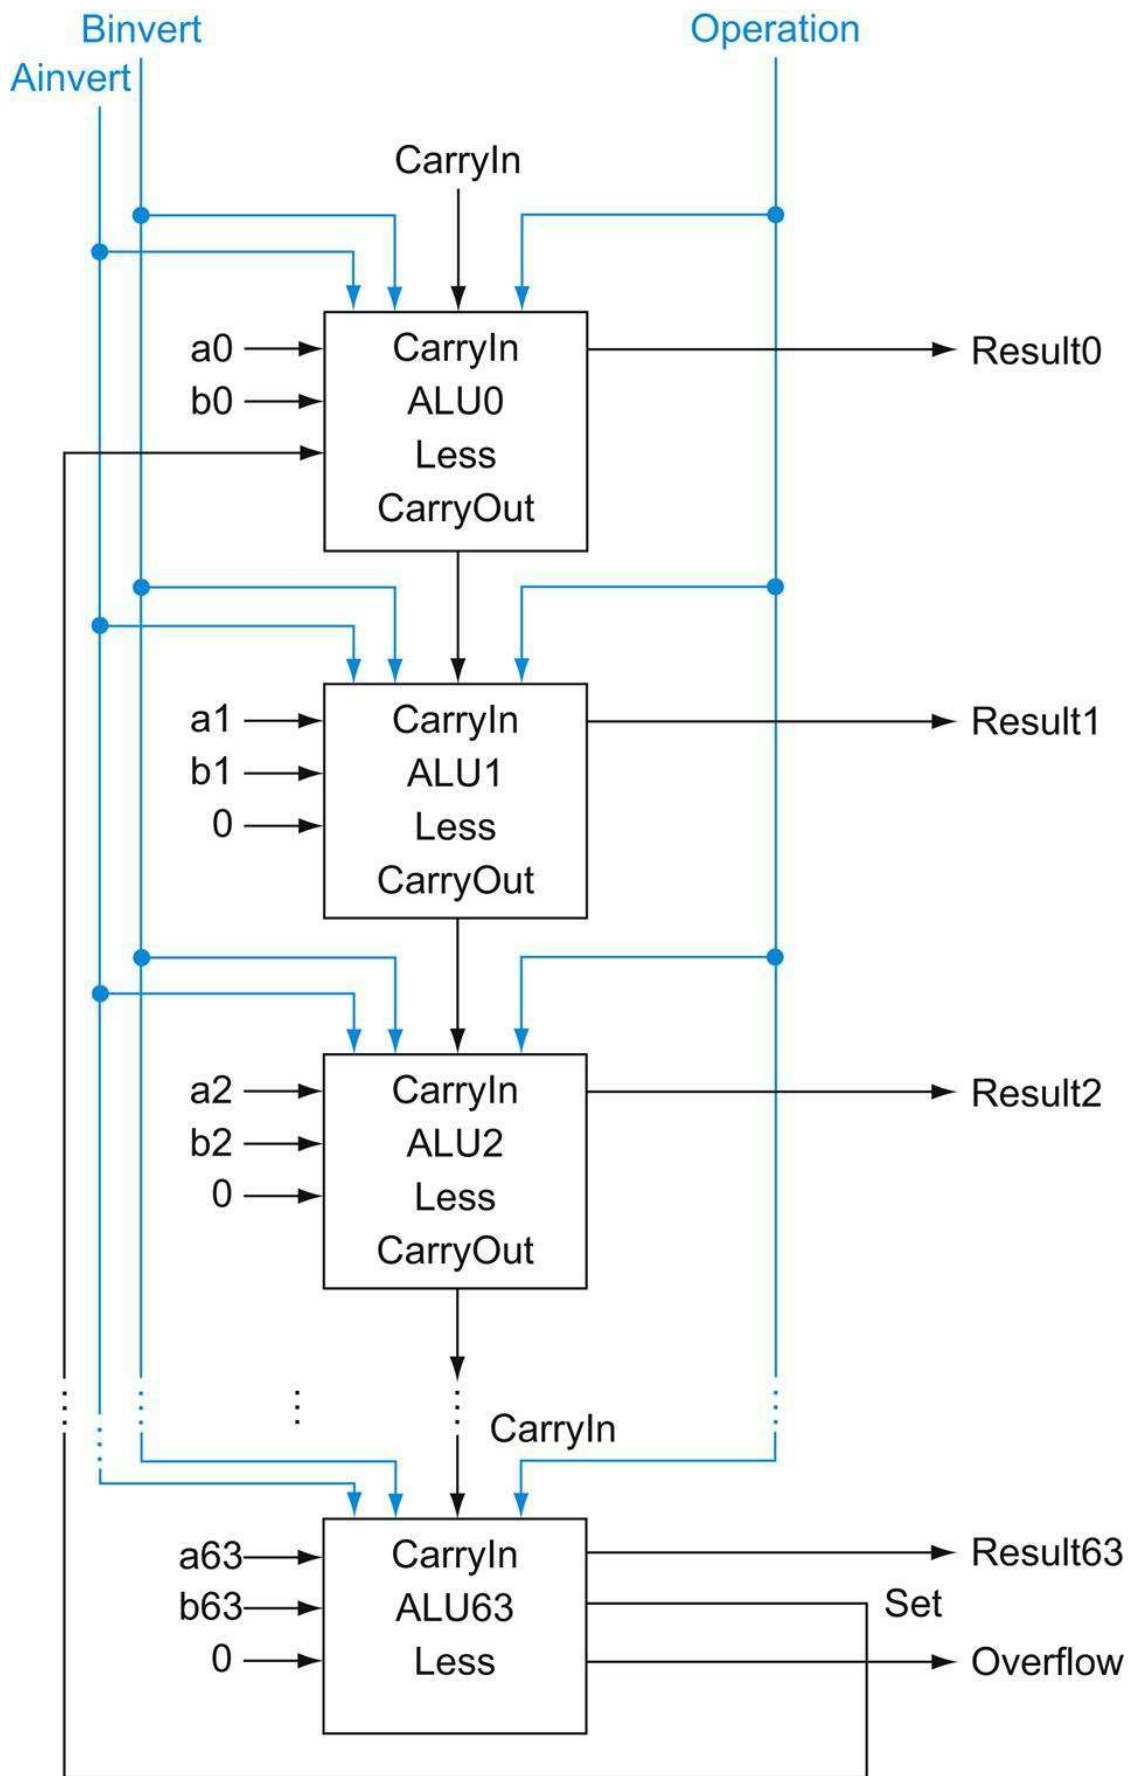 Binvert
Operation
Ainvert
CarryIn
a0
CarryIn
Result0
b0
ALU0
Less
CarryOut
a1
CarryIn
Result1
b1
ALU1
0
Less
CarryOut
a2
CarryIn
Result2
b2
ALU2
0
Less
CarryOut
CarryIn
a63
CarryIn
Result63
b63
ALU63
Set
0
Less
Overflow